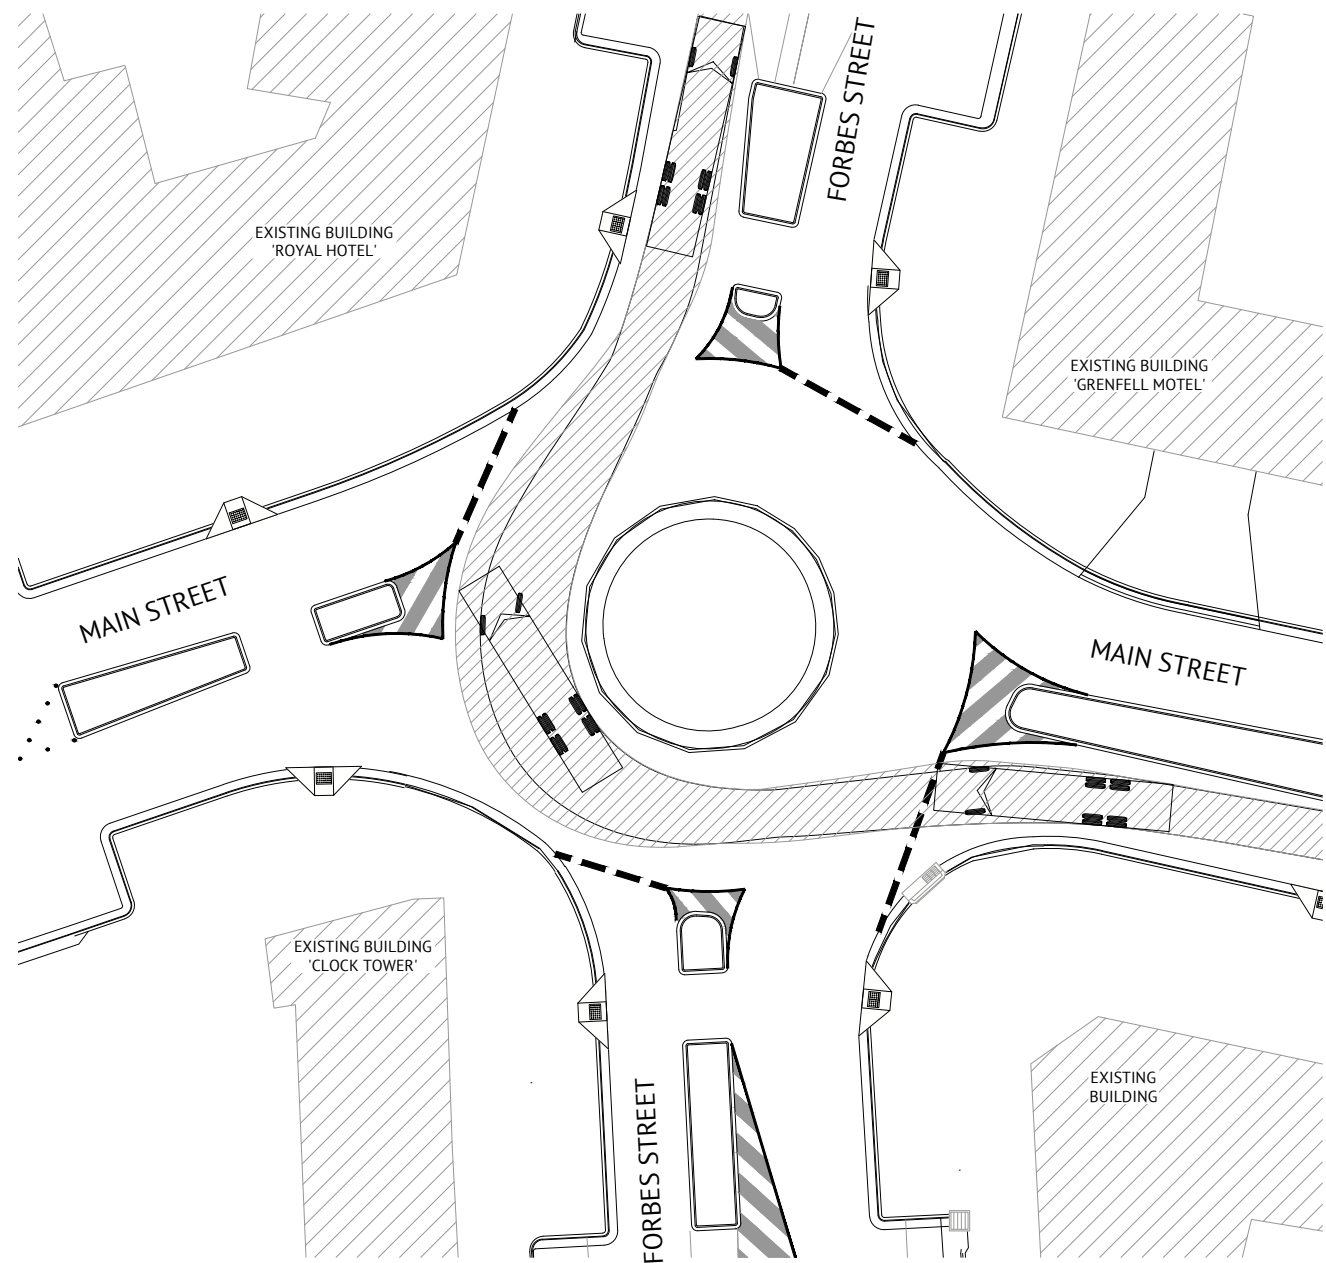 FORBES STREET
EXISTING BUILDING
'ROYAL HOTEL'
EXISTING BUILDING
'GRENFELL MOTEL'
MAIN STREET
MAIN STREET
EXISTING BUILDING
'CLOCK TOWER'
EXISTING
BUILDING
FORBES STREET